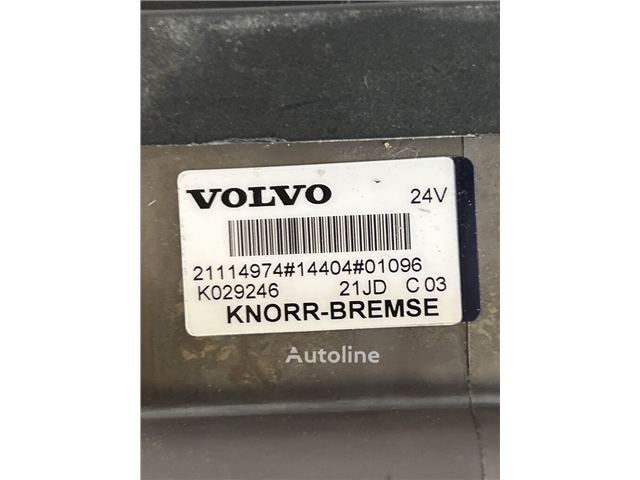 VOLVO 24V
21114974#14404#01096
K029246 21JD C 03
KNORR-BREMSE
Autoline